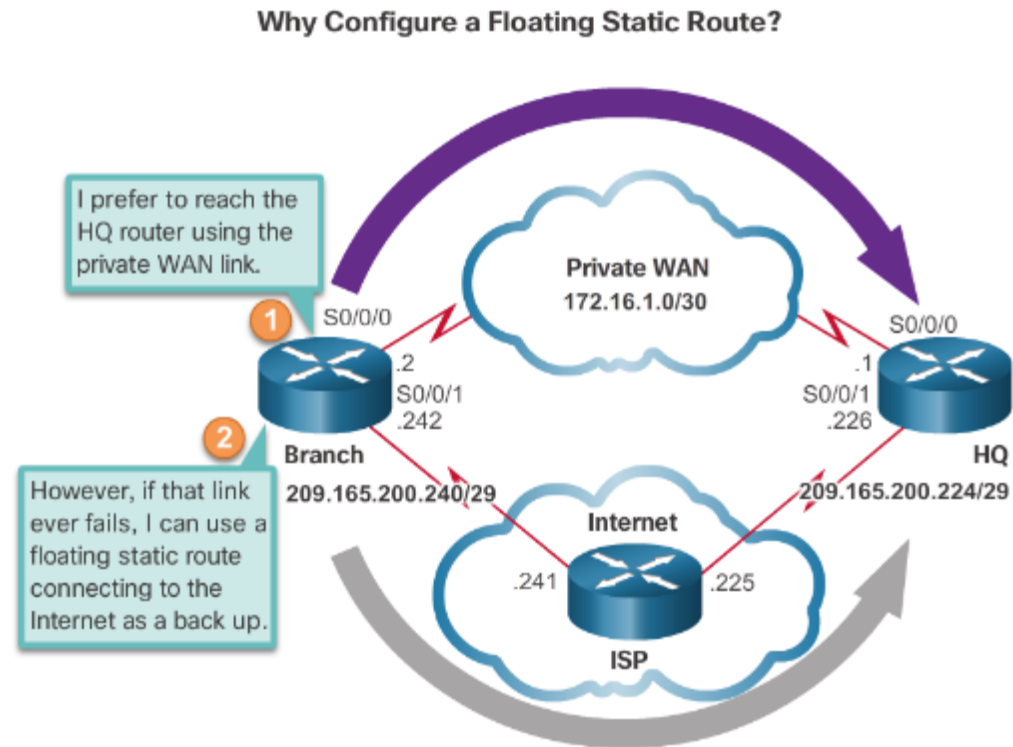 Why Configure a Floating Static Route?
I prefer to reach the
HQ router using the
private WAN link.
1
S0/0/0
Private WAN
172.16.1.0/30
S0/0/0
.2
.1
S0/0/1
.242
S0/0/1
.226
2
Branch
HQ
However, if that link
ever fails, I can use a
floating static route
connecting to the
Internet as a back up.
209.165.200.240/29
209.165.200.224/29
Internet
.241
.225
ISP